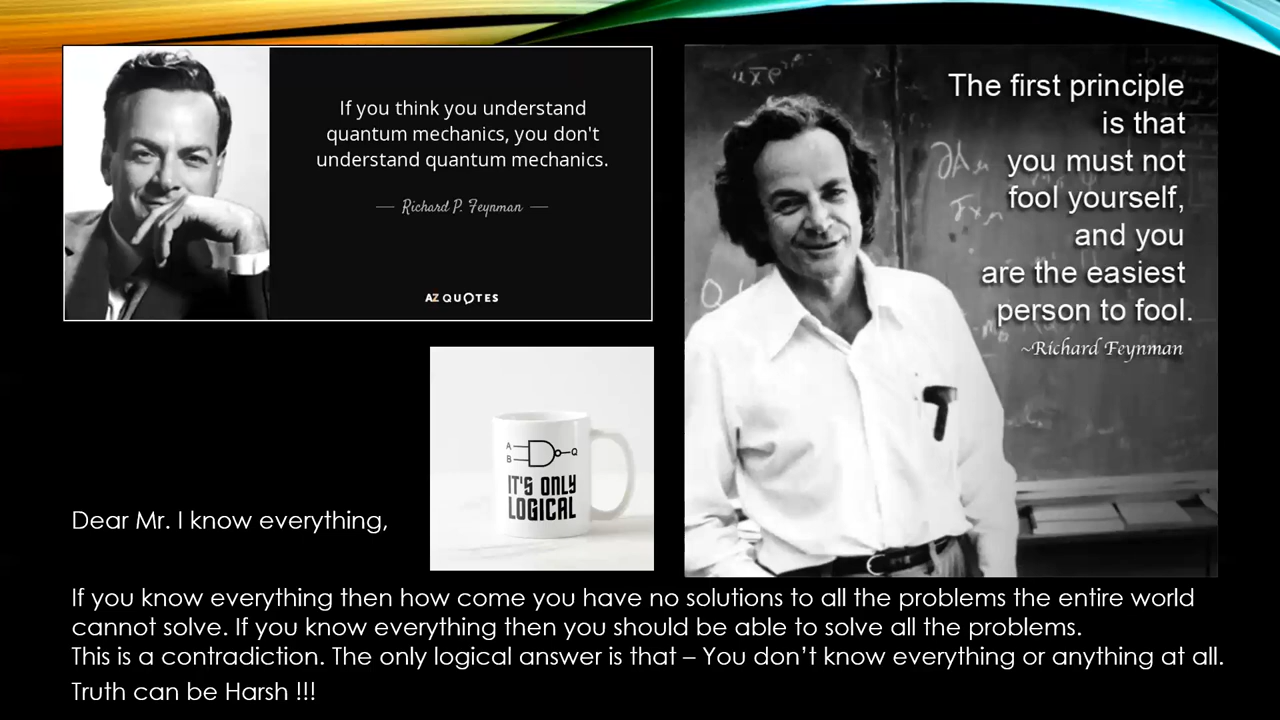 If you think you understand
quantum mechanics, you don't
understand quantum mechanics.
— Richard P. Feynman —
AZ QUOTES
The first principle
is that
you must not
fool yourself,
and you
are the easiest
person to fool.
~Richard Feynman
A
B
Q
IT'S ONLY
LOGICAL
Dear Mr. I know everything,
If you know everything then how come you have no solutions to all the problems the entire world
cannot solve. If you know everything then you should be able to solve all the problems.
This is a contradiction. The only logical answer is that – You don't know everything or anything at all.
Truth can be Harsh !!!